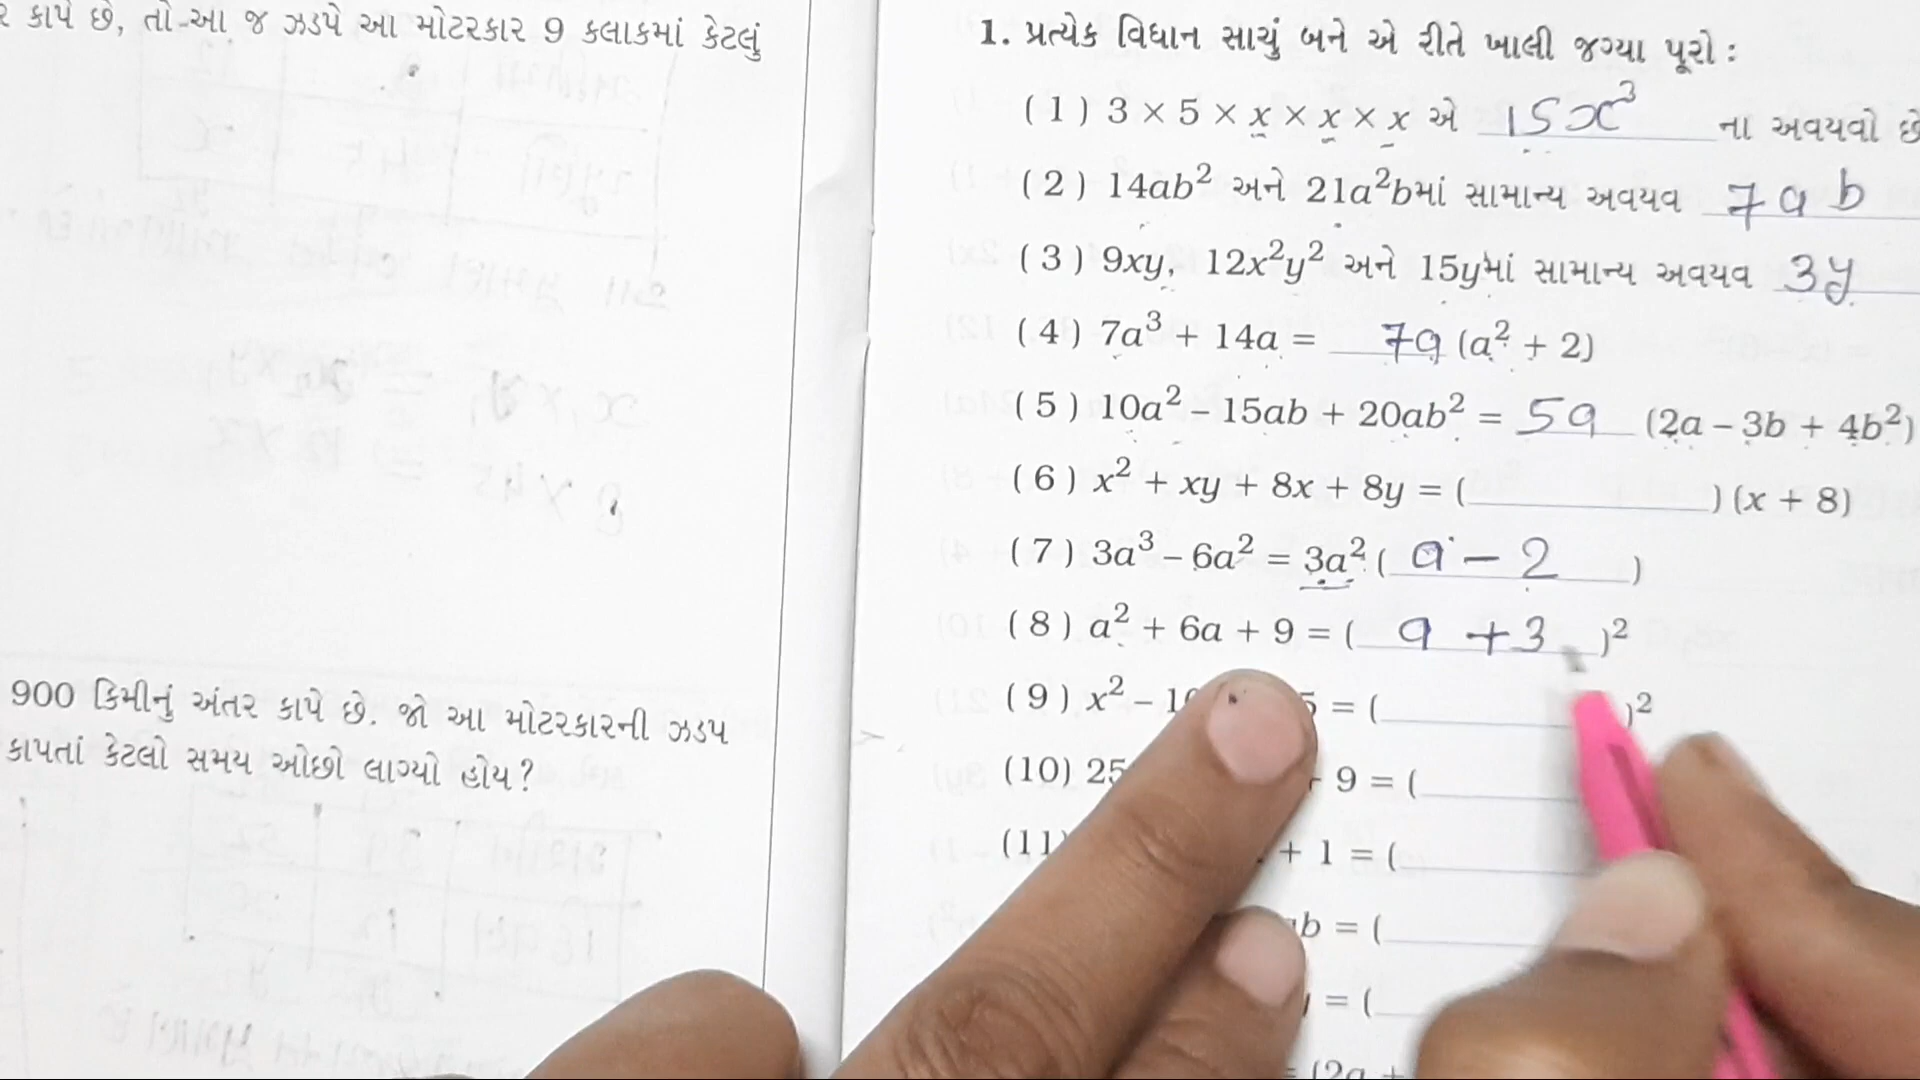 કાપે છે, તો આ જ ઝડપે આ મોટરકાર 9 કલાકમાં કેટલું
900 કિમીનું અંતર કાપે છે. જો આ મોટરકારની ઝડપ
કાપતાં કેટલો સમય ઓછો લાગ્યો હોય?
1. પ્રત્યેક વિધાન સાચું બને એ રીતે ખાલી જગ્યા પૂરો :
(1) 3 × 5 × x × x × x એ 15x³ ના અવયવો છે
(2) 14ab² અને 21a²bમાં સામાન્ય અવયવ 7ab
(3) 9xy, 12x²y² અને 15yમાં સામાન્ય અવયવ 3y
(4) 7a³ + 14a = 7a (a² + 2)
(5) 10a² – 15ab + 20ab² = 5a (2a – 3b + 4b²)
(6) x² + xy + 8x + 8y = (__________) (x + 8)
(7) 3a³ – 6a² = 3a² (a – 2)
(8) a² + 6a + 9 = (a + 3)²
(9) x² – 1 = (__________)²
(10) 25 9 = (
(11) + 1 = (
b = (
= (
= (2a +